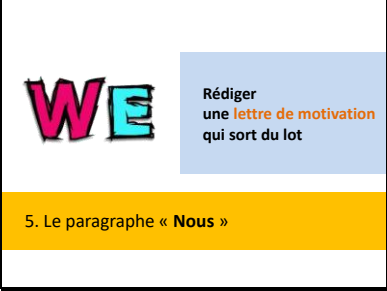 WE
Rédiger
une lettre de motivation
qui sort du lot
5. Le paragraphe « Nous »